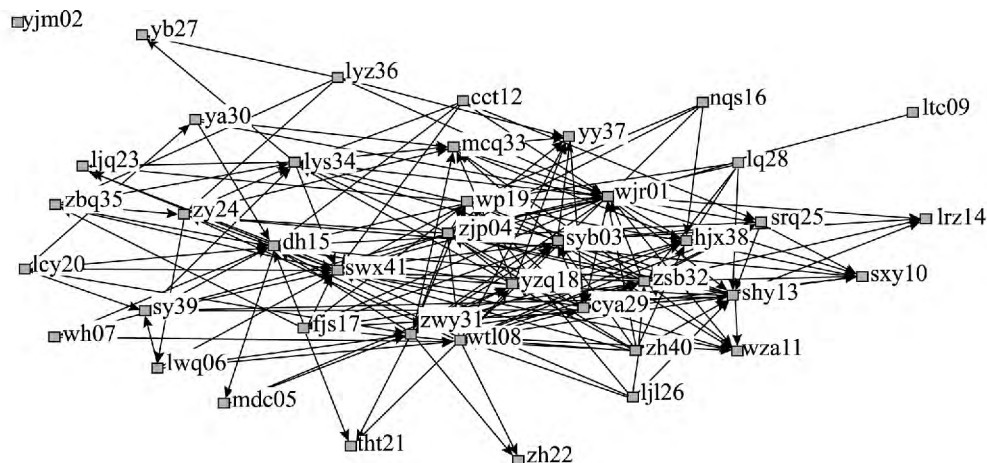 yjm02
yb27
lyz36
cct12
nqs16
ltc09
ya30
yy37
mcq33
lys34
lq28
ljq23
wjr01
zbq35
wp19
zy24
srq25
lrz14
zjp04
syb03
lhjx38
dh15
lcy20
swx41
sxy10
yzq18
zsb32
shy13
sy39
cya29
fjs17
zwy31
wh07
wtl08
zh40
wza11
lwq06
ljl26
mdc05
tht21
zh22